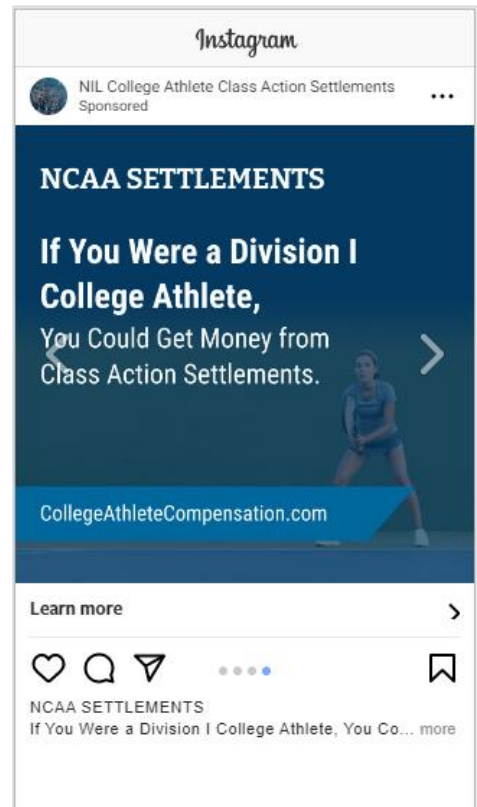 Instagram
NIL College Athlete Class Action Settlements
Sponsored
NCAA SETTLEMENTS
If You Were a Division I
College Athlete,
You Could Get Money from
Class Action Settlements.
CollegeAthleteCompensation.com
Learn more
NCAA SETTLEMENTS
If You Were a Division I College Athlete, You Co... more